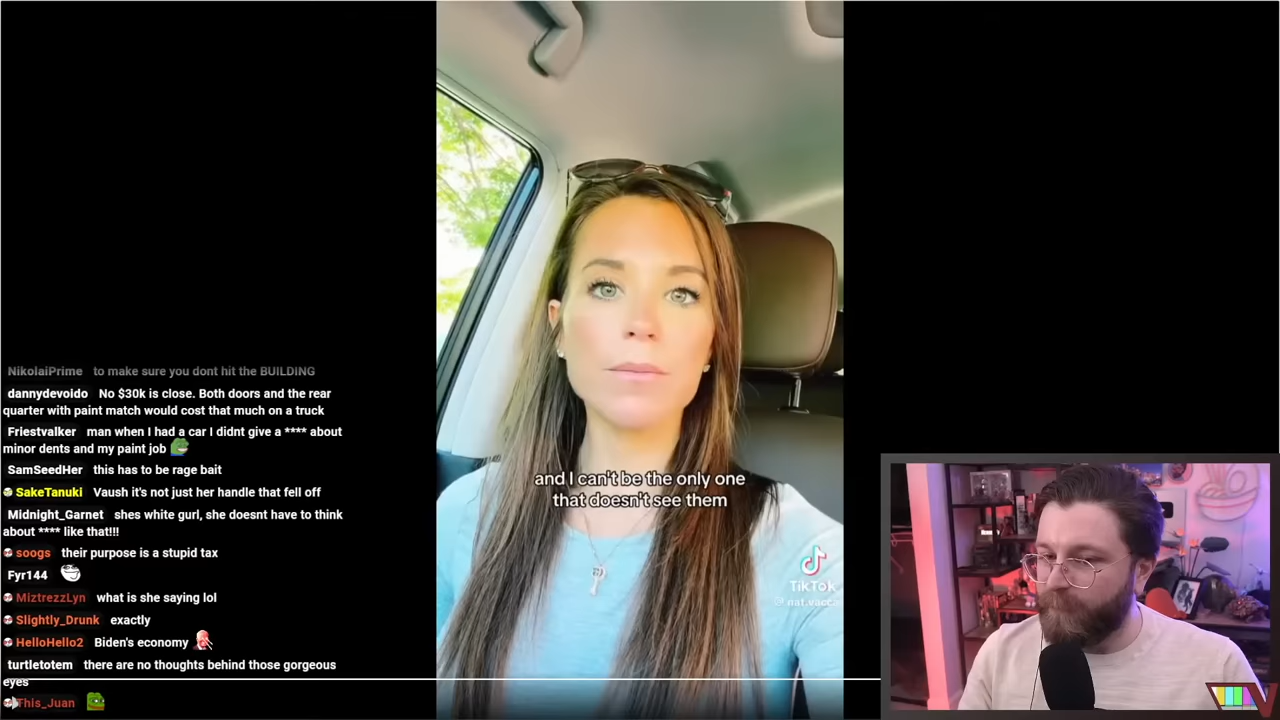 NikolaiPrime to make sure you dont hit the BUILDING
dannydevoido No $30k is close. Both doors and the rear
quarter with paint match would cost that much on a truck
Friestvalker man when I had a car I didnt give a **** about
minor dents and my paint job
SamSeedHer this has to be rage bait
SakeTanuki Vaush it's not just her handle that fell off
Midnight_Garnet shes white gurl, she doesnt have to think
about **** like that!!!
soogs their purpose is a stupid tax
Fyr144
MiztrezzLyn what is she saying lol
Slightly_Drunk exactly
HelloHello2 Biden's economy
turtletotem there are no thoughts behind those gorgeous
eyes
This_Juan
and I can't be the only one
that doesn't see them
TikTok